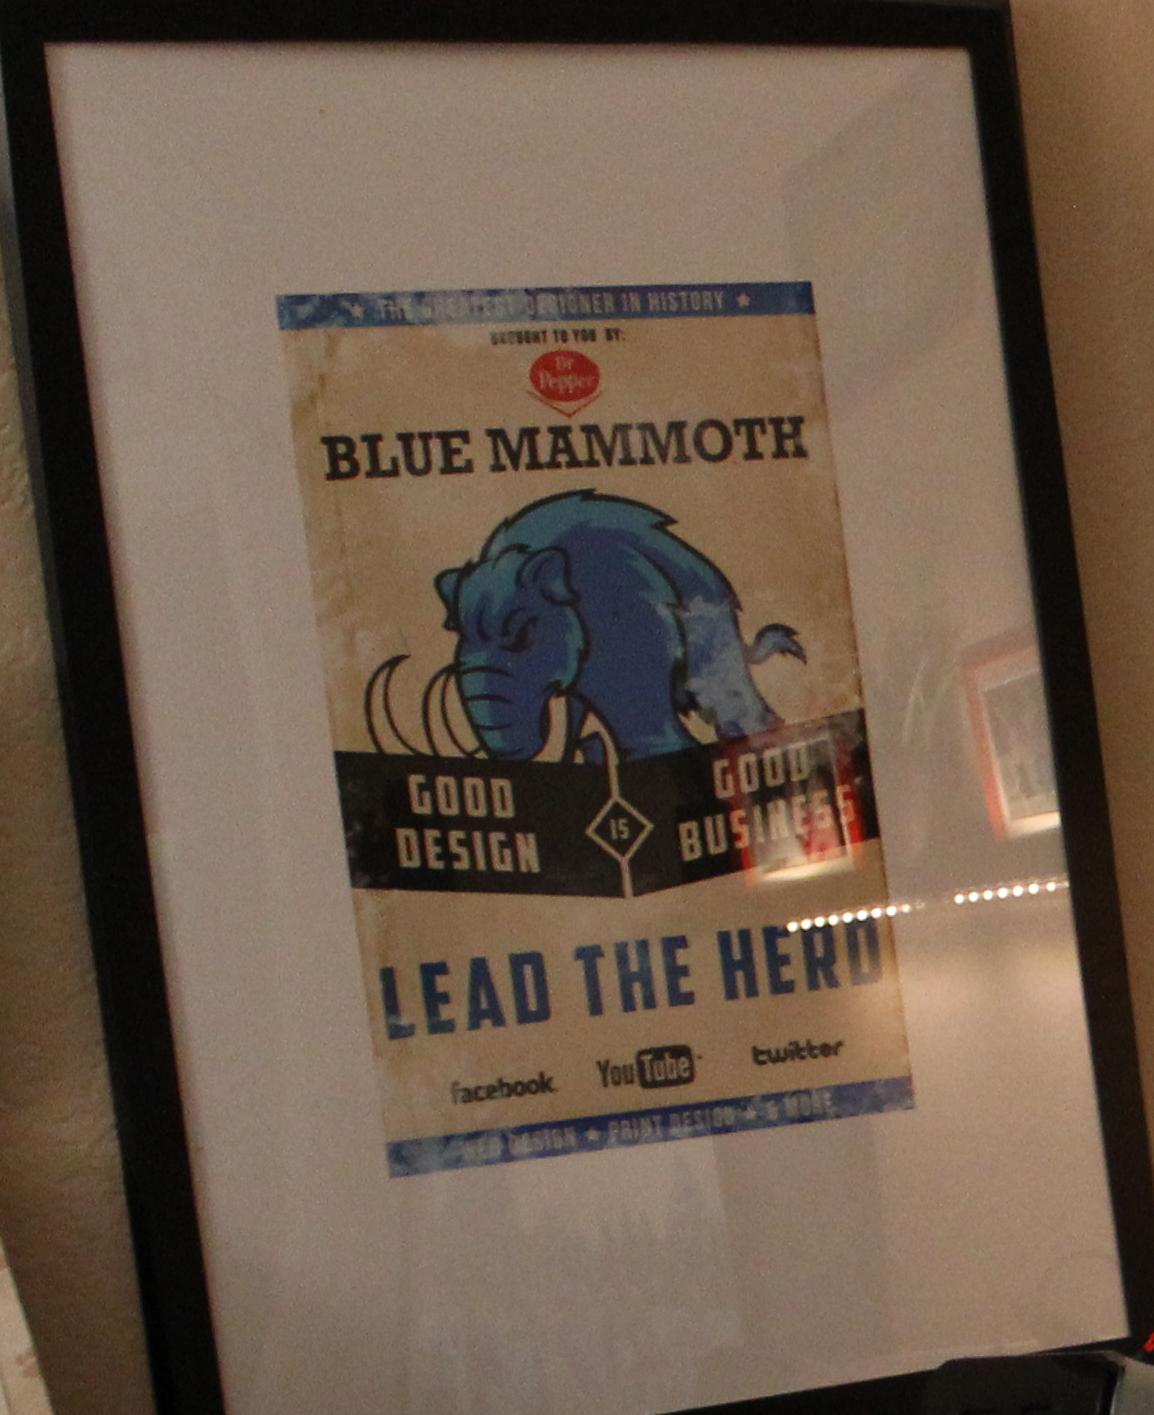 ★ THE GREATEST DESIGNER IN HISTORY ★
BROUGHT TO YOU BY:
Dr
Pepper
BLUE MAMMOTH
GOOD
DESIGN
IS
GOOD
BUSINESS
LEAD THE HERD
facebook YouTube twitter
WEB DESIGN ★ PRINT DESIGN ★ & MORE